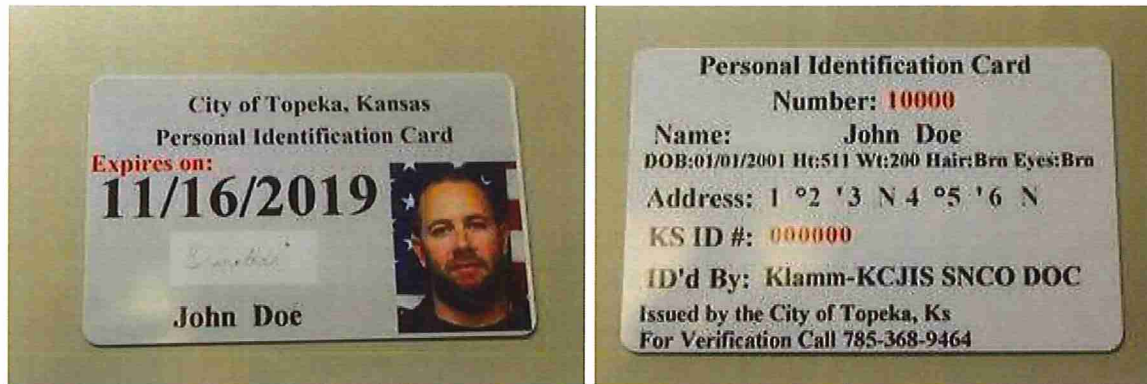 City of Topeka, Kansas
Personal Identification Card
Expires on:
11/16/2019
John Doe
Personal Identification Card
Number: 10000
Name: John Doe
DOB:01/01/2001 Ht:511 Wt:200 Hair:Brn Eyes:Brn
Address: 1 °2 '3 N 4 °5 '6 N
KS ID #: 000000
ID'd By: Klamm-KCJIS SNCO DOC
Issued by the City of Topeka, Ks
For Verification Call 785-368-9464